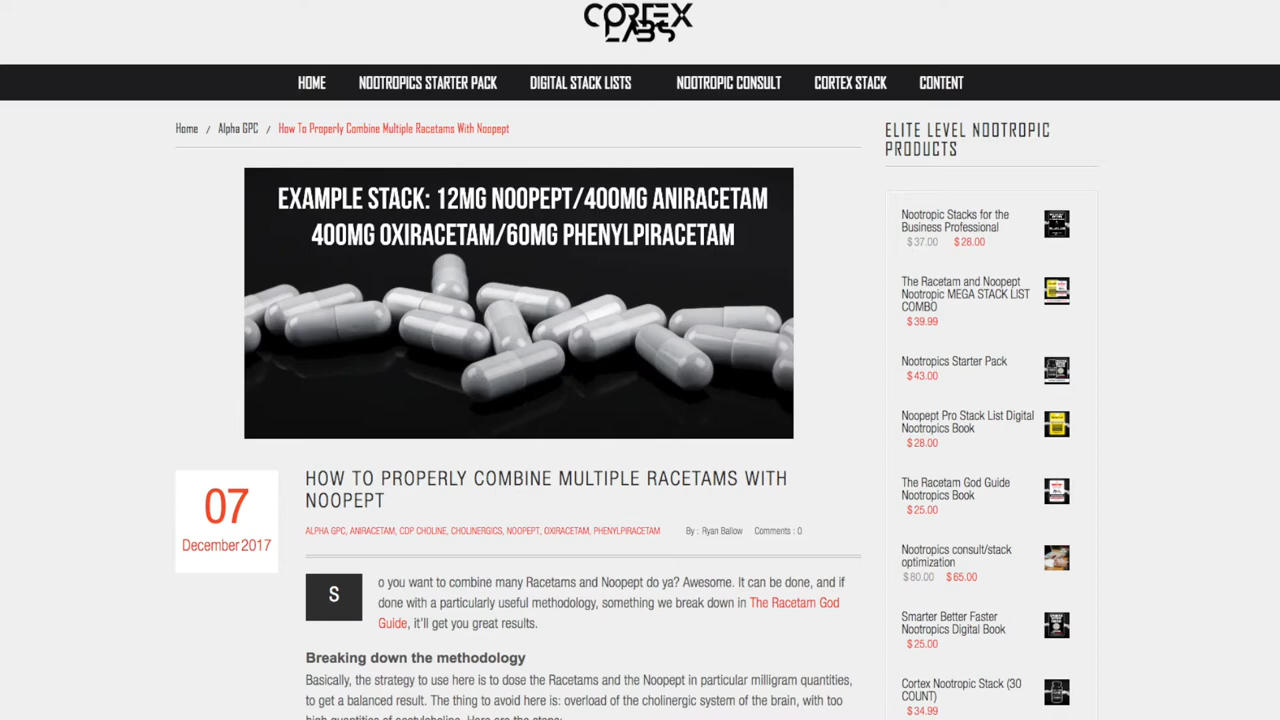 CORTEX
LABS
HOME NOOTROPICS STARTER PACK DIGITAL STACK LISTS NOOTROPIC CONSULT CORTEX STACK CONTENT
Home / Alpha GPC / How To Properly Combine Multiple Racetams With Noopept
EXAMPLE STACK: 12MG NOOPEPT/400MG ANIRACETAM
400MG OXIRACETAM/60MG PHENYLPIRACETAM
07
December 2017
HOW TO PROPERLY COMBINE MULTIPLE RACETAMS WITH
NOOPEPT
ALPHA GPC, ANIRACETAM, CDP CHOLINE, CHOLINERGICS, NOOPEPT, OXIRACETAM, PHENYLPIRACETAM By : Ryan Ballow Comments : 0
S
o you want to combine many Racetams and Noopept do ya? Awesome. It can be done, and if
done with a particularly useful methodology, something we break down in The Racetam God
Guide, it'll get you great results.
Breaking down the methodology
Basically, the strategy to use here is to dose the Racetams and the Noopept in particular milligram quantities,
to get a balanced result. The thing to avoid here is: overload of the cholinergic system of the brain, with too
high quantities of acetylcholine. Here are the steps:
ELITE LEVEL NOOTROPIC
PRODUCTS
Nootropic Stacks for the
Business Professional
$37.00 $28.00
The Racetam and Noopept
Nootropic MEGA STACK LIST
COMBO
$39.99
Nootropics Starter Pack
$43.00
Noopept Pro Stack List Digital
Nootropics Book
$28.00
The Racetam God Guide
Nootropics Book
$25.00
Nootropics consult/stack
optimization
$80.00 $65.00
Smarter Better Faster
Nootropics Digital Book
$25.00
Cortex Nootropic Stack (30
COUNT)
$34.99